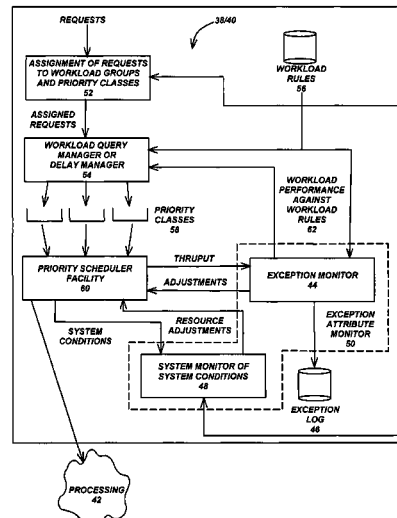 REQUESTS
38/40
ASSIGNMENT OF REQUESTS
TO WORKLOAD GROUPS
AND PRIORITY CLASSES
52
WORKLOAD
RULES
56
ASSIGNED
REQUESTS
WORKLOAD QUERY
MANAGER OR
DELAY MANAGER
54
PRIORITY
CLASSES
58
WORKLOAD
PERFORMANCE
AGAINST
WORKLOAD
RULES
62
PRIORITY SCHEDULER
FACILITY
60
THRUPUT
ADJUSTMENTS
EXCEPTION MONITOR
44
SYSTEM
CONDITIONS
RESOURCE
ADJUSTMENTS
EXCEPTION
ATTRIBUTE
MONITOR
50
SYSTEM MONITOR OF
SYSTEM CONDITIONS
48
EXCEPTION
LOG
46
PROCESSING
42